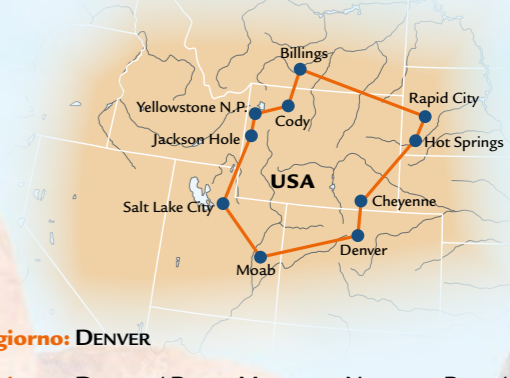 Billings
Rapid City
Yellowstone N.P.
Cody
Jackson Hole
Hot Springs
USA
Salt Lake City
Cheyenne
Denver
Moab
giorno: DENVER